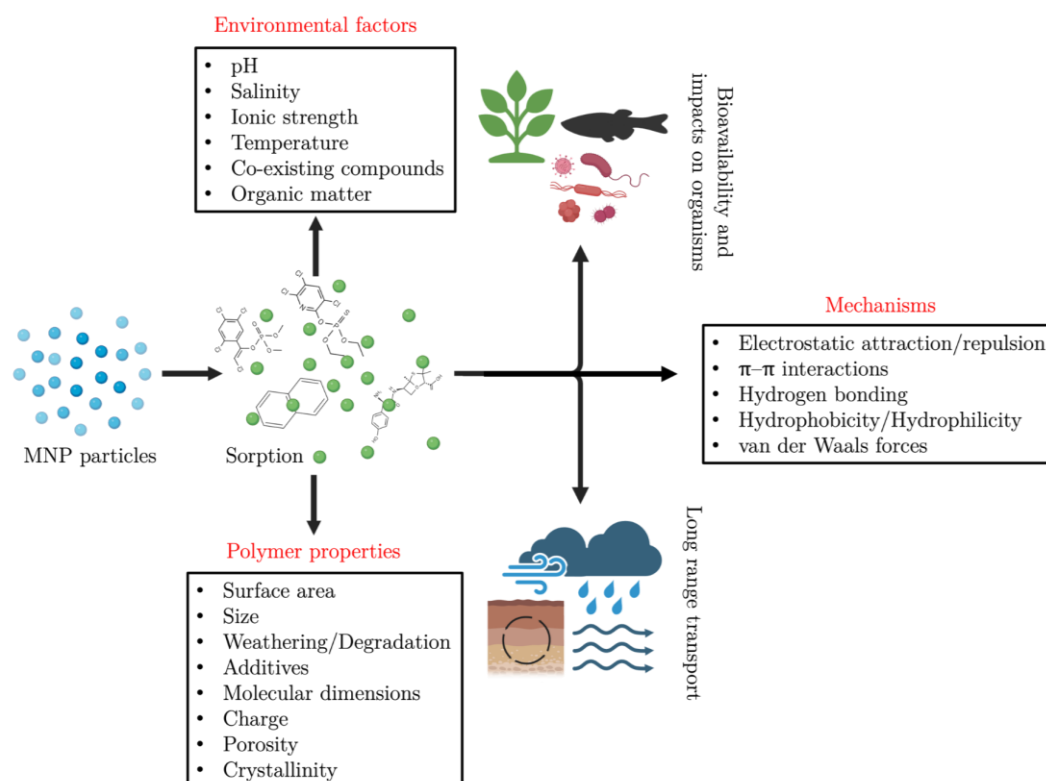 Environmental factors
• pH
• Salinity
• Ionic strength
• Temperature
• Co-existing compounds
• Organic matter
Bioavailability and
impacts on organisms
MNP particles
Sorption
Mechanisms
• Electrostatic attraction/repulsion
• π–π interactions
• Hydrogen bonding
• Hydrophobicity/Hydrophilicity
• van der Waals forces
Polymer properties
• Surface area
• Size
• Weathering/Degradation
• Additives
• Molecular dimensions
• Charge
• Porosity
• Crystallinity
Long range transport